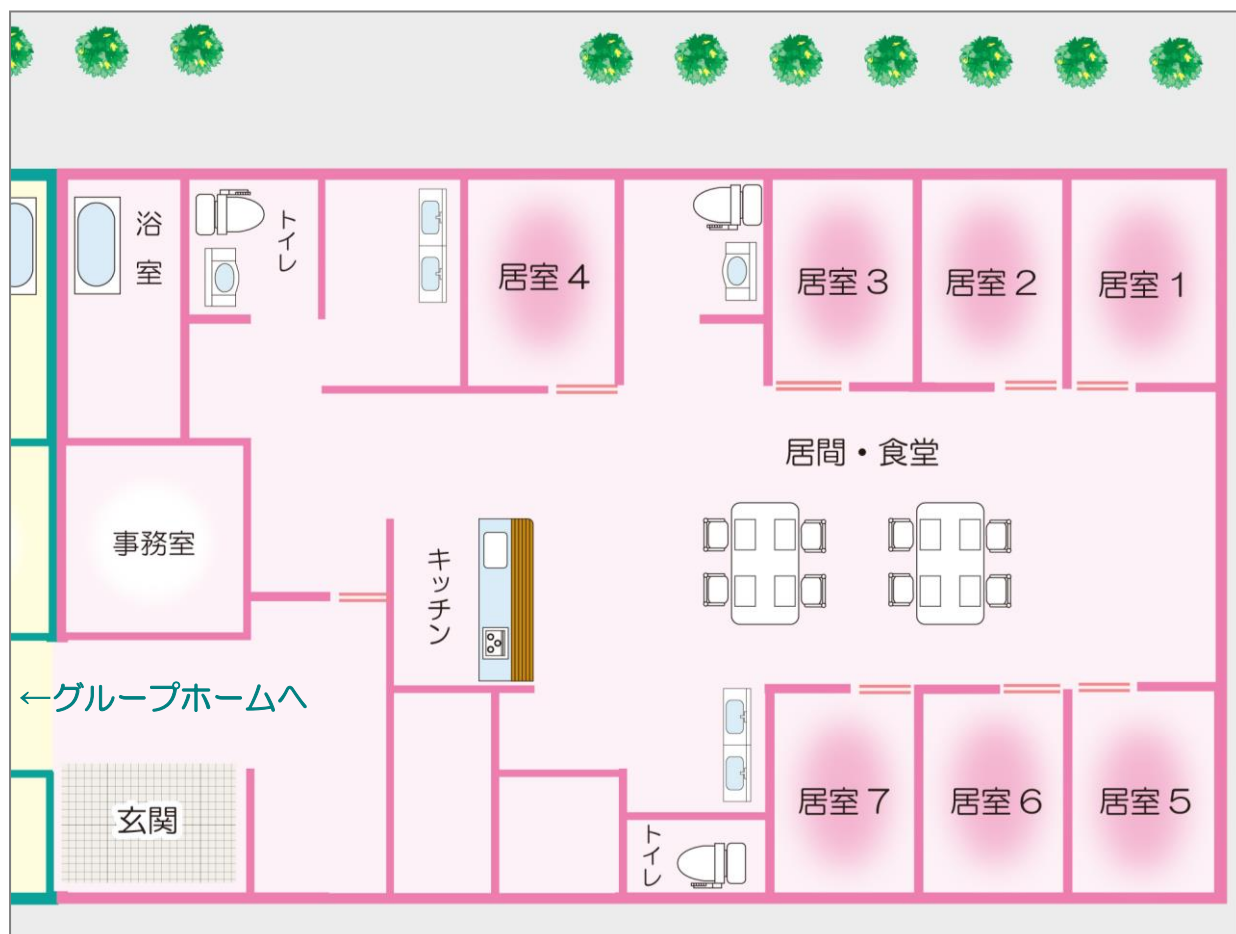 浴室
トイレ
居室４
居室３
居室２
居室１
居間・食堂
事務室
キッチン
←グループホームへ
玄関
トイレ
居室７
居室６
居室５